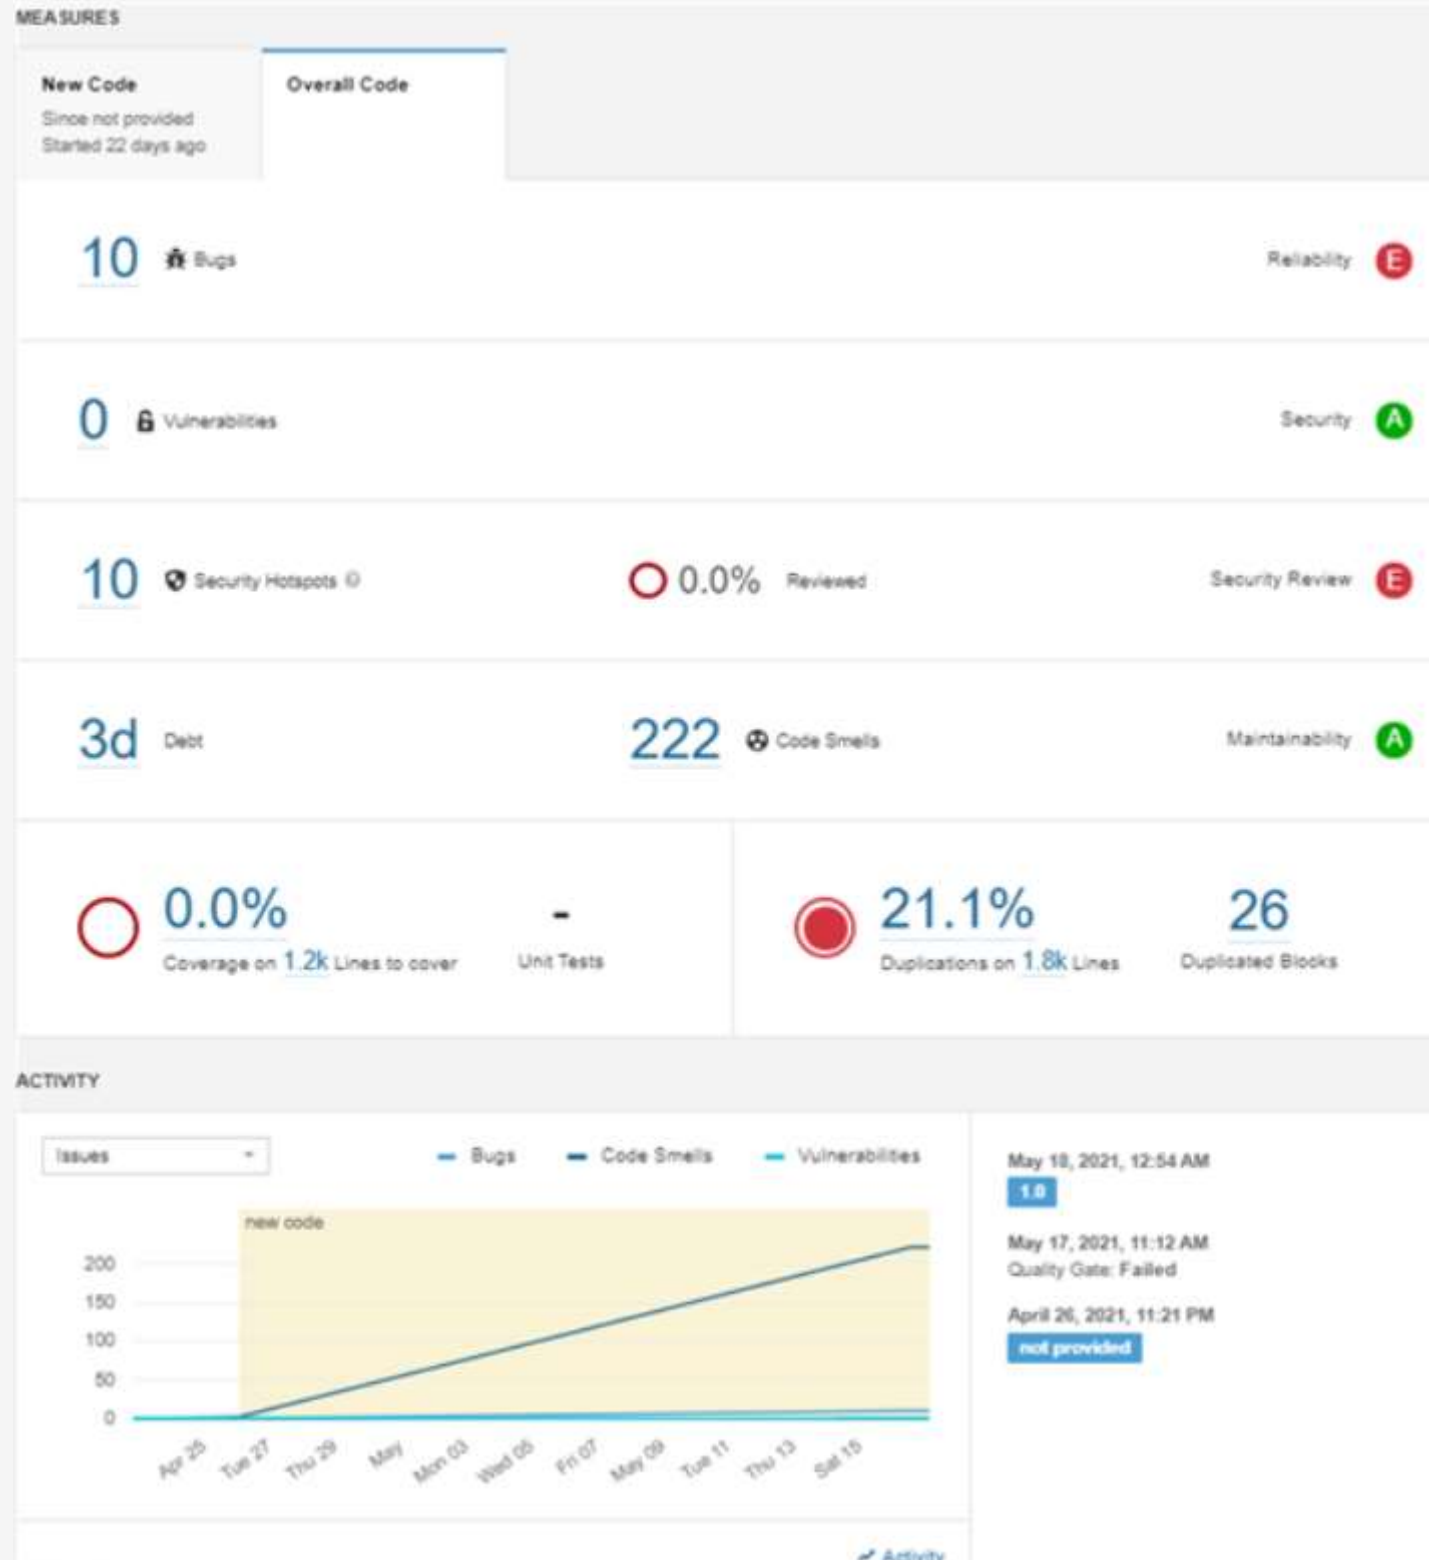 MEASURES
New Code
Since not provided
Started 22 days ago
Overall Code
10 Bugs
Reliability E
0 Vulnerabilities
Security A
10 Security Hotspots
0.0% Reviewed
Security Review E
3d Debt
222 Code Smells
Maintainability A
0.0%
Coverage on 1.2k Lines to cover
-
Unit Tests
21.1%
Duplications on 1.8k Lines
26
Duplicated Blocks
ACTIVITY
Issues
Bugs
Code Smells
Vulnerabilities
new code
200
150
100
50
0
Apr 25
Tue 27
Thu 29
May
Mon 03
Wed 05
Fri 07
May 09
Tue 11
Thu 13
Sat 15
May 18, 2021, 12:54 AM
1.0
May 17, 2021, 11:12 AM
Quality Gate: Failed
April 26, 2021, 11:21 PM
not provided
Activity